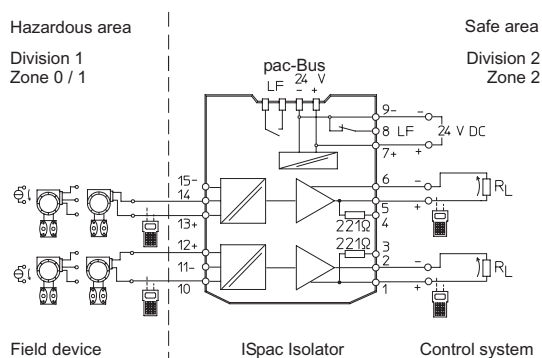 Hazardous area
Safe area
Division 1
Zone 0 / 1
Division 2
Zone 2
pac-Bus
LF 24 V
- +
9-
8 LF
7+
-
+
24 V DC
15-
14
13+
6
5
4
-
+
RL
221Ω
221Ω
12+
11-
10
3
2
1
-
+
RL
Field device
ISpac Isolator
Control system